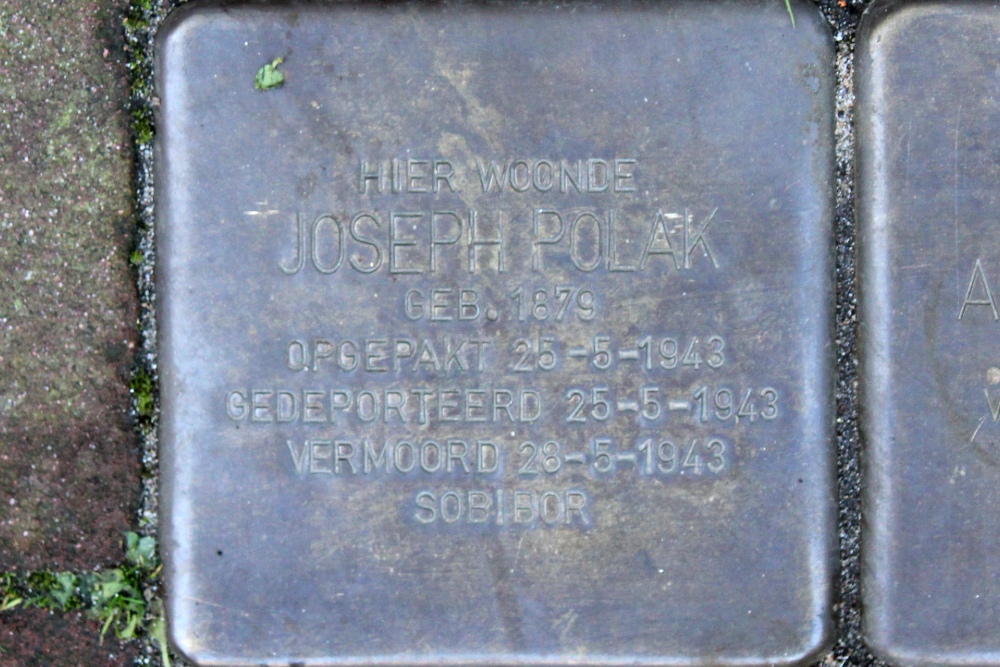 HIER WOONDE
JOSEPH POLAK
GEB. 1879
OPGEPAKT 25-5-1943
GEDEPORTEERD 25-5-1943
VERMOORD 28-5-1943
SOBIBOR
A